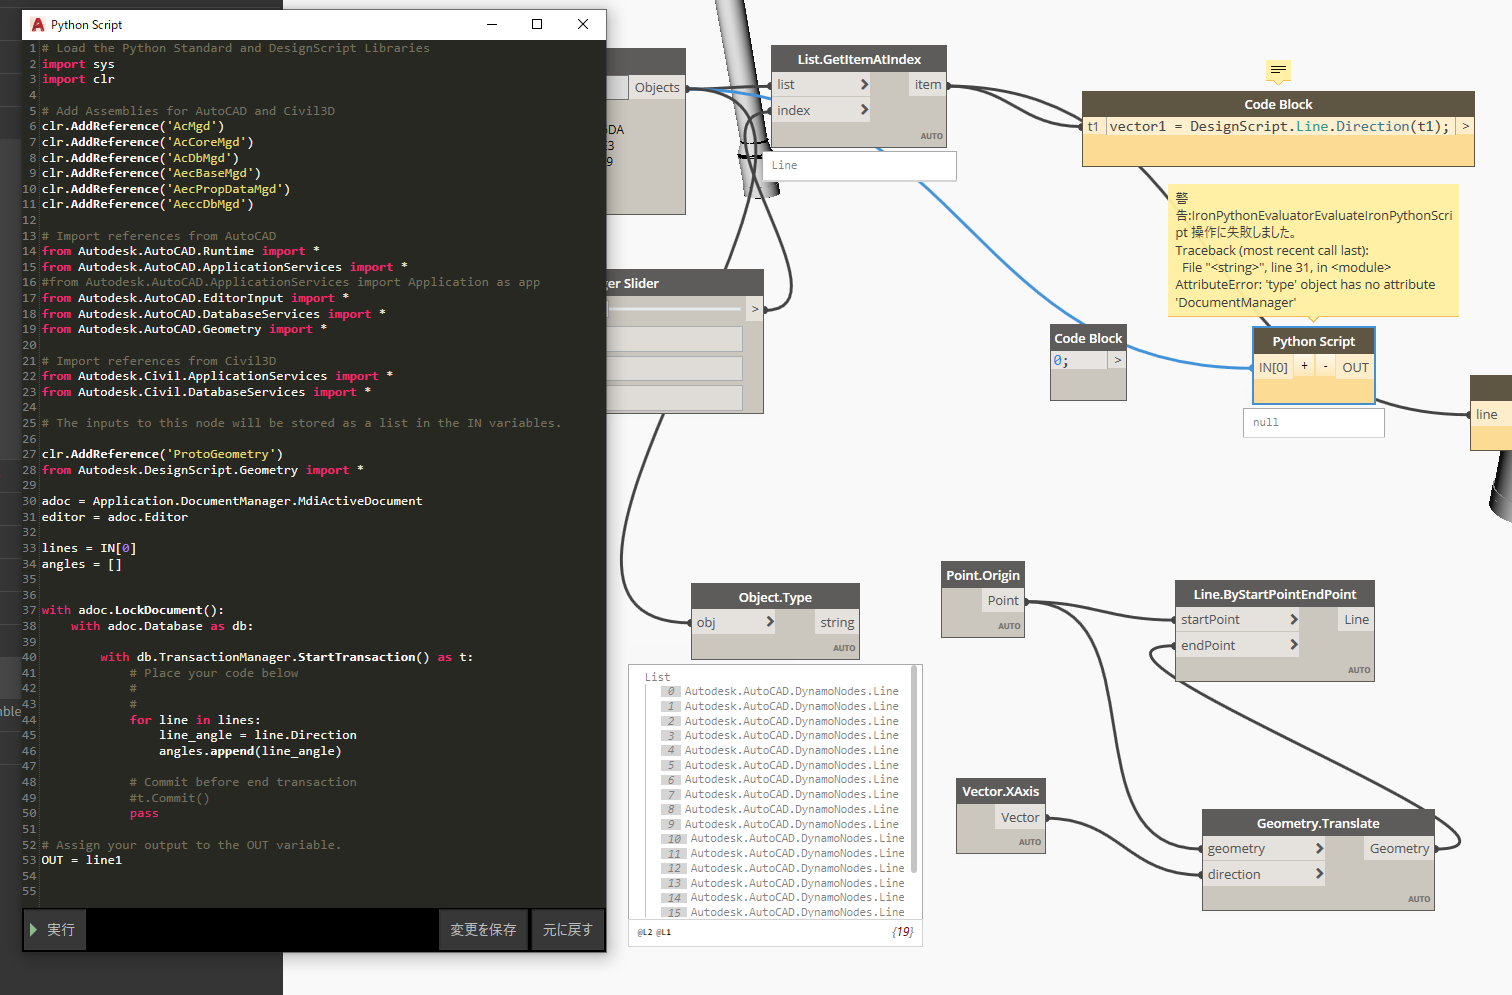 Python Script
1 # Load the Python Standard and DesignScript Libraries
2 import sys
3 import clr
4
5 # Add Assemblies for AutoCAD and Civil3D
6 clr.AddReference('AcMgd')
7 clr.AddReference('AcCoreMgd')
8 clr.AddReference('AcDbMgd')
9 clr.AddReference('AecBaseMgd')
10 clr.AddReference('AecPropDataMgd')
11 clr.AddReference('AeccDbMgd')
12
13 # Import references from AutoCAD
14 from Autodesk.AutoCAD.Runtime import *
15 from Autodesk.AutoCAD.ApplicationServices import *
16 #from Autodesk.AutoCAD.ApplicationServices import Application as app
17 from Autodesk.AutoCAD.EditorInput import *
18 from Autodesk.AutoCAD.DatabaseServices import *
19 from Autodesk.AutoCAD.Geometry import *
20
21 # Import references from Civil3D
22 from Autodesk.Civil.ApplicationServices import *
23 from Autodesk.Civil.DatabaseServices import *
24
25 # The inputs to this node will be stored as a list in the IN variables.
26
27 clr.AddReference('ProtoGeometry')
28 from Autodesk.DesignScript.Geometry import *
29
30 adoc = Application.DocumentManager.MdiActiveDocument
31 editor = adoc.Editor
32
33 lines = IN[0]
34 angles = []
35
36
37 with adoc.LockDocument():
38 with adoc.Database as db:
39
40 with db.TransactionManager.StartTransaction() as t:
41 # Place your code below
42 #
43 #
44 for line in lines:
45 line_angle = line.Direction
46 angles.append(line_angle)
47
48 # Commit before end transaction
49 #t.Commit()
50 pass
51
52 # Assign your output to the OUT variable.
53 OUT = line1
54
55
実行
変更を保存
元に戻す
ble
Objects
DA
E3
9
List.GetItemAtIndex
list > item
index >
AUTO
Line
Code Block
t1 vector1 = DesignScript.Line.Direction(t1); >
警
告:IronPythonEvaluatorEvaluateIronPythonScri
pt 操作に失敗しました。
Traceback (most recent call last):
File "<string>", line 31, in <module>
AttributeError: 'type' object has no attribute
'DocumentManager'
er Slider
>
Code Block
0; >
Python Script
IN[0] + - OUT
null
line
Object.Type
obj > string
AUTO
List
0 Autodesk.AutoCAD.DynamoNodes.Line
1 Autodesk.AutoCAD.DynamoNodes.Line
2 Autodesk.AutoCAD.DynamoNodes.Line
3 Autodesk.AutoCAD.DynamoNodes.Line
4 Autodesk.AutoCAD.DynamoNodes.Line
5 Autodesk.AutoCAD.DynamoNodes.Line
6 Autodesk.AutoCAD.DynamoNodes.Line
7 Autodesk.AutoCAD.DynamoNodes.Line
8 Autodesk.AutoCAD.DynamoNodes.Line
9 Autodesk.AutoCAD.DynamoNodes.Line
10 Autodesk.AutoCAD.DynamoNodes.Line
11 Autodesk.AutoCAD.DynamoNodes.Line
12 Autodesk.AutoCAD.DynamoNodes.Line
13 Autodesk.AutoCAD.DynamoNodes.Line
14 Autodesk.AutoCAD.DynamoNodes.Line
15 Autodesk.AutoCAD.DynamoNodes.Line
@L2 @L1 {19}
Point.Origin
Point
AUTO
Line.ByStartPointEndPoint
startPoint > Line
endPoint >
AUTO
Vector.XAxis
Vector
AUTO
Geometry.Translate
geometry > Geometry
direction >
AUTO